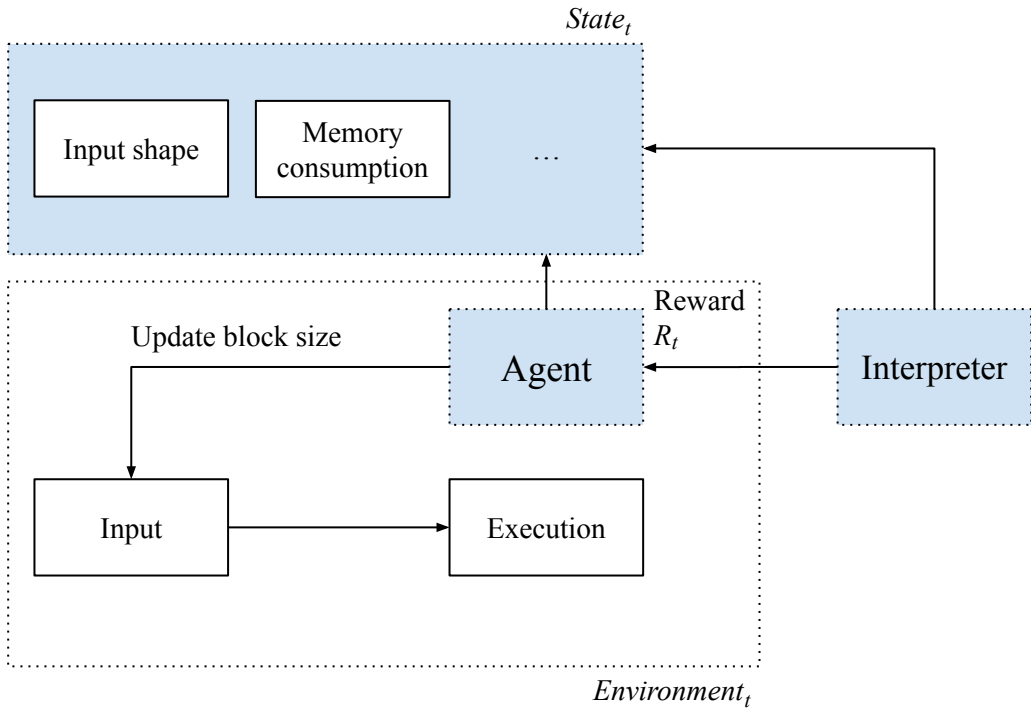 State_t
Input shape
Memory
consumption
...
Reward
R_t
Update block size
Agent
Interpreter
Input
Execution
Environment_t